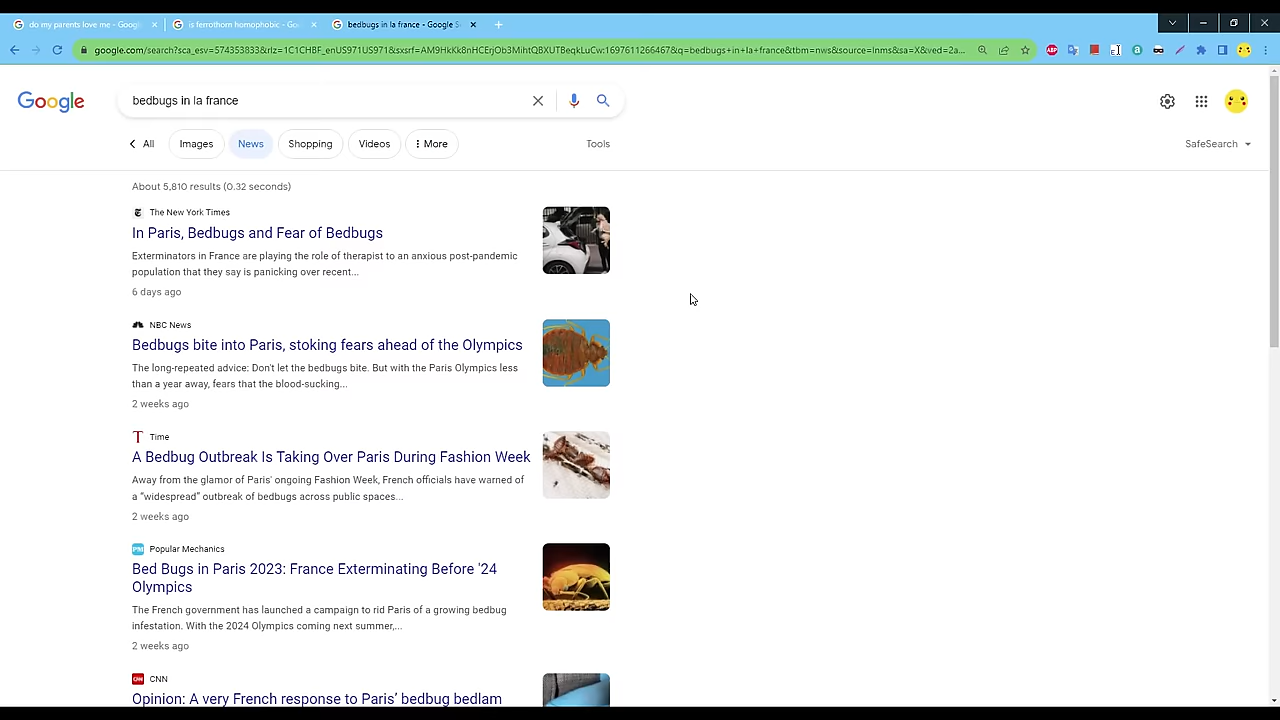 do my parents love me - Googl
is ferrothorn homophobic - Go
bedbugs in la france - Google S
google.com/search?sca_esv=574353833&rlz=1C1CHBF_enUS971US971&sxsrf=AM9HkKk8nHCErjOb3MihtQBXUTBeqkLuCw:1697611266467&q=bedbugs+in+la+france&tbm=nws&source=lnms&sa=X&ved=2a...
Google
bedbugs in la france
All
Images
News
Shopping
Videos
More
Tools
SafeSearch
About 5,810 results (0.32 seconds)
The New York Times
In Paris, Bedbugs and Fear of Bedbugs
Exterminators in France are playing the role of therapist to an anxious post-pandemic
population that they say is panicking over recent...
6 days ago
NBC News
Bedbugs bite into Paris, stoking fears ahead of the Olympics
The long-repeated advice: Don't let the bedbugs bite. But with the Paris Olympics less
than a year away, fears that the blood-sucking...
2 weeks ago
Time
A Bedbug Outbreak Is Taking Over Paris During Fashion Week
Away from the glamor of Paris' ongoing Fashion Week, French officials have warned of
a “widespread” outbreak of bedbugs across public spaces...
2 weeks ago
PM
Popular Mechanics
Bed Bugs in Paris 2023: France Exterminating Before '24
Olympics
The French government has launched a campaign to rid Paris of a growing bedbug
infestation. With the 2024 Olympics coming next summer,...
2 weeks ago
CNN
Opinion: A very French response to Paris’ bedbug bedlam